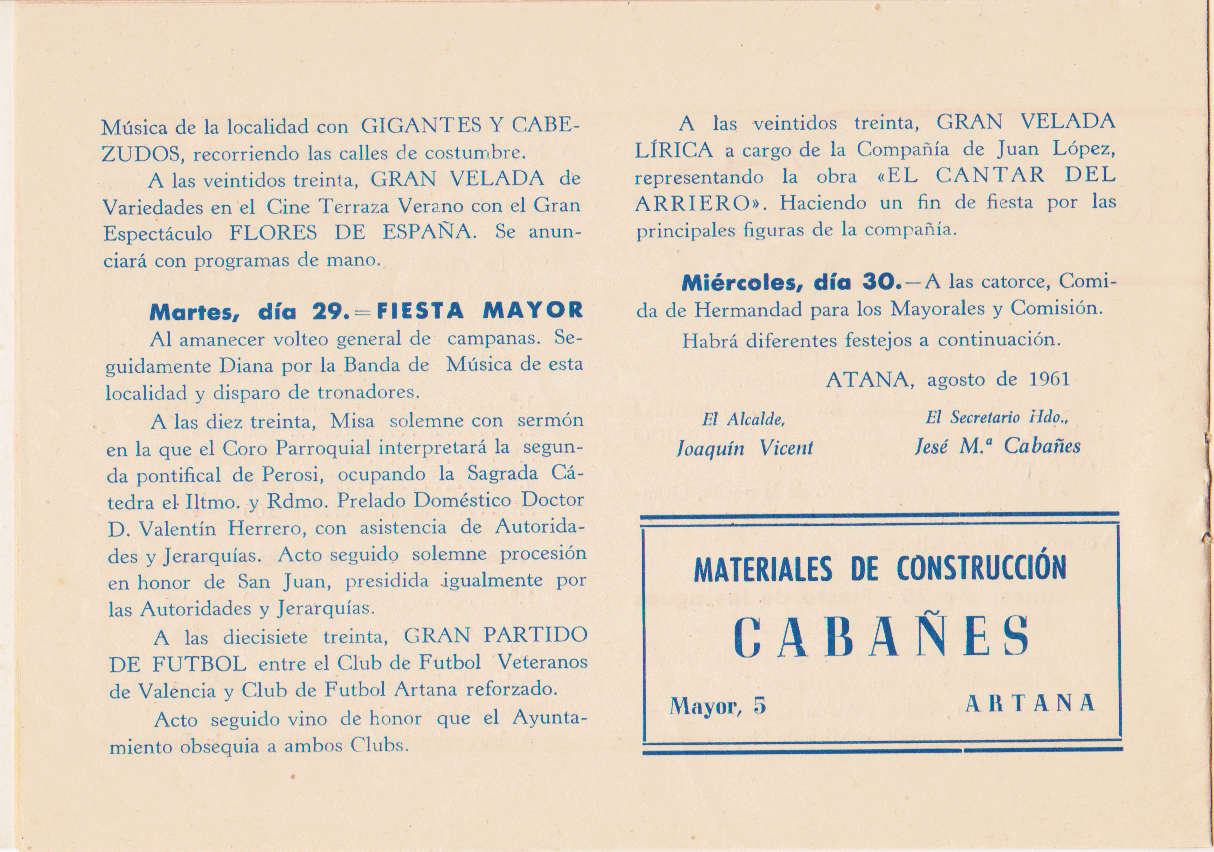 Música de la localidad con GIGANTES Y CABE-
ZUDOS, recorriendo las calles de costumbre.
A las veintidos treinta, GRAN VELADA de
Variedades en el Cine Terraza Verano con el Gran
Espectáculo FLORES DE ESPAÑA. Se anun-
ciará con programas de mano.
Martes, día 29.=FIESTA MAYOR
Al amanecer volteo general de campanas. Se-
guidamente Diana por la Banda de Música de esta
localidad y disparo de tronadores.
A las diez treinta, Misa solemne con sermón
en la que el Coro Parroquial interpretará la segun-
da pontifical de Perosi, ocupando la Sagrada Cá-
tedra el Iltmo. y Rdmo. Prelado Doméstico Doctor
D. Valentín Herrero, con asistencia de Autorida-
des y Jerarquías. Acto seguido solemne procesión
en honor de San Juan, presidida igualmente por
las Autoridades y Jerarquías.
A las diecisiete treinta, GRAN PARTIDO
DE FUTBOL entre el Club de Futbol Veteranos
de Valencia y Club de Futbol Artana reforzado.
Acto seguido vino de honor que el Ayunta-
miento obsequia a ambos Clubs.
A las veintidos treinta, GRAN VELADA
LÍRICA a cargo de la Compañía de Juan López,
representando la obra «EL CANTAR DEL
ARRIERO». Haciendo un fin de fiesta por las
principales figuras de la compañía.
Miércoles, día 30.—A las catorce, Comi-
da de Hermandad para los Mayorales y Comisión.
Habrá diferentes festejos a continuación.
ATANA, agosto de 1961
El Alcalde, El Secretario Hdo.,
Joaquín Vicent Jesé M.ª Cabañes
MATERIALES DE CONSTRUCCIÓN
CABAÑES
Mayor, 5 ARTANA